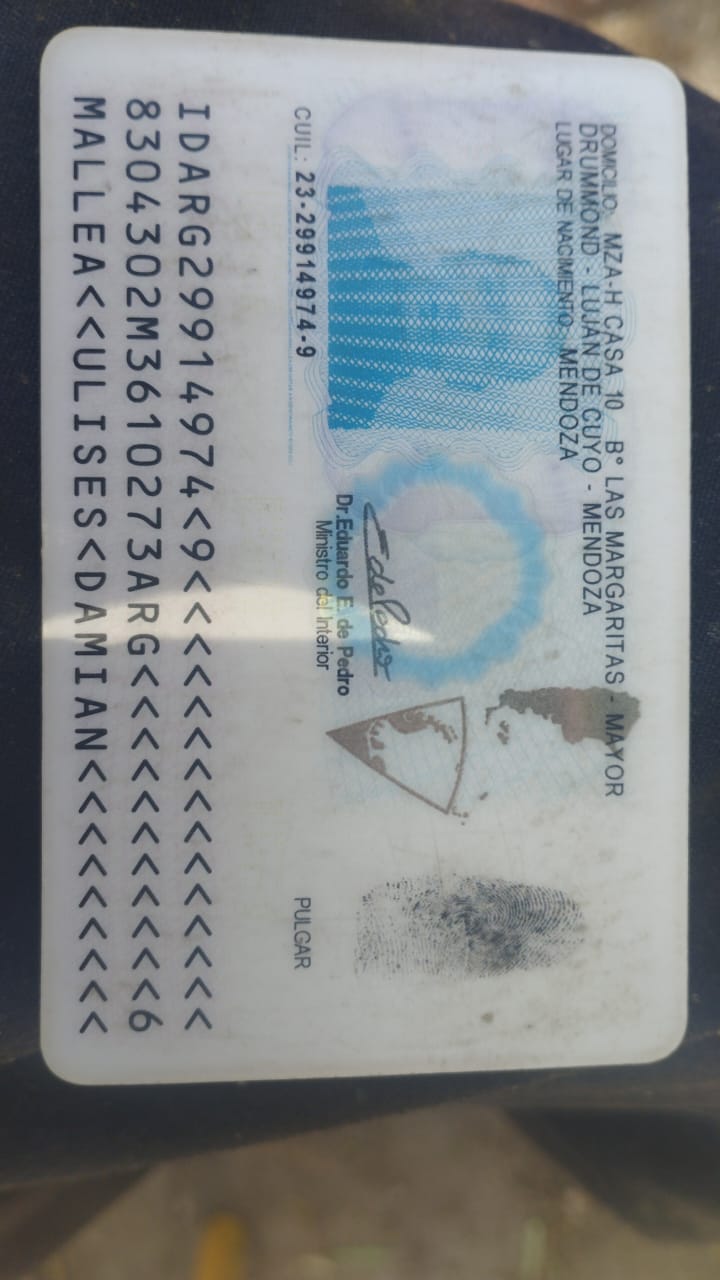 DOMICILIO: MZA-H CASA 10 B° LAS MARGARITAS - MAYOR
DRUMMOND - LUJÁN DE CUYO - MENDOZA
LUGAR DE NACIMIENTO: MENDOZA
Dr. Eduardo E. de Pedro
Ministro del Interior
CUIL: 23-29914974-9
PULGAR
IDARG29914974<9<<<<<<<<<<<<<<<
8304302M3610273ARG<<<<<<<<<<<6
MALLEA<<ULISES<DAMIAN<<<<<<<<<